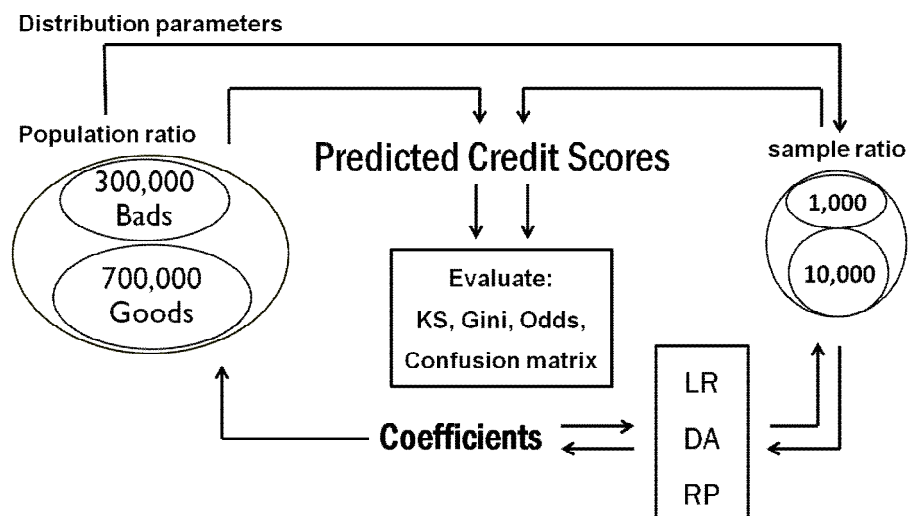 Distribution parameters
Population ratio
300,000
Bads
700,000
Goods
Predicted Credit Scores
sample ratio
1,000
10,000
Evaluate:
KS, Gini, Odds,
Confusion matrix
Coefficients
LR
DA
RP